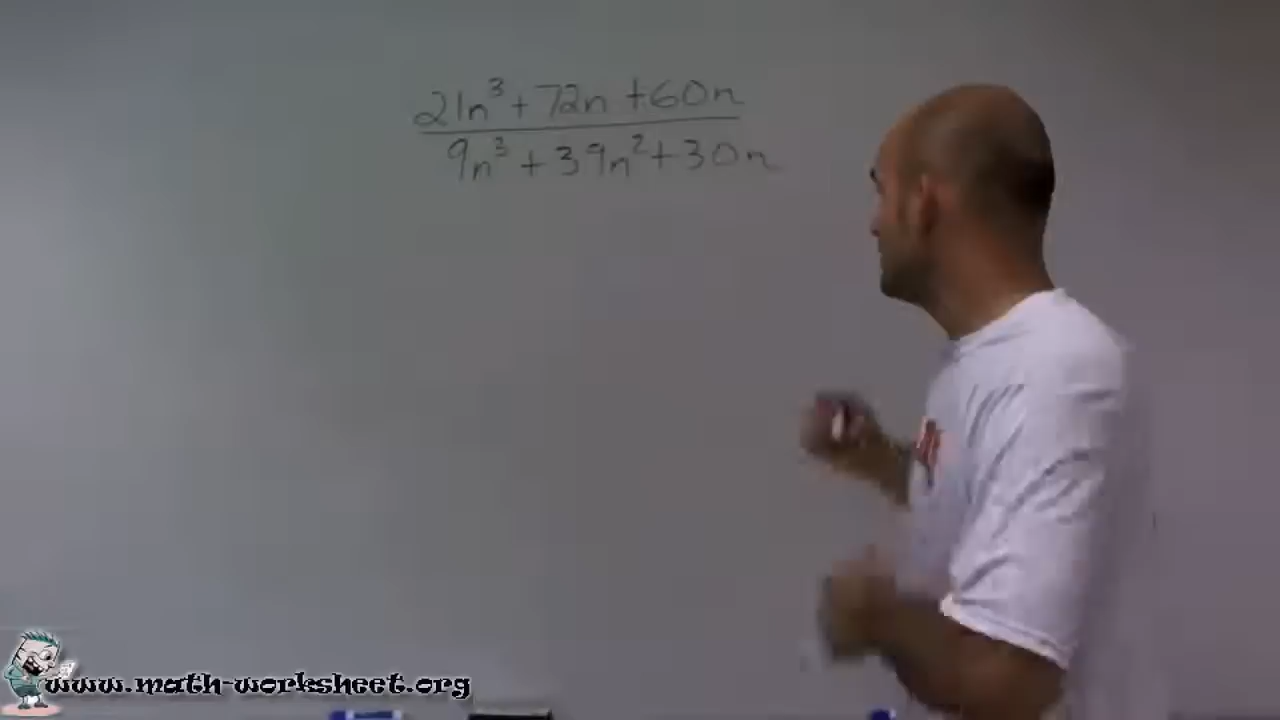 21n³ + 72n + 60n
9n³ + 39n² + 30n
www.math-worksheet.org